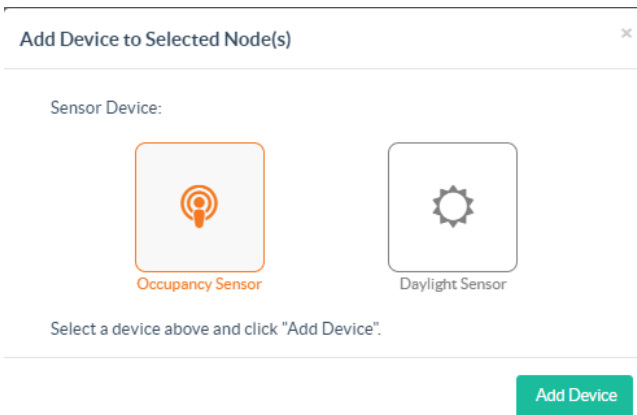 Add Device to Selected Node(s)
×
Sensor Device:
Occupancy Sensor
Daylight Sensor
Select a device above and click "Add Device".
Add Device